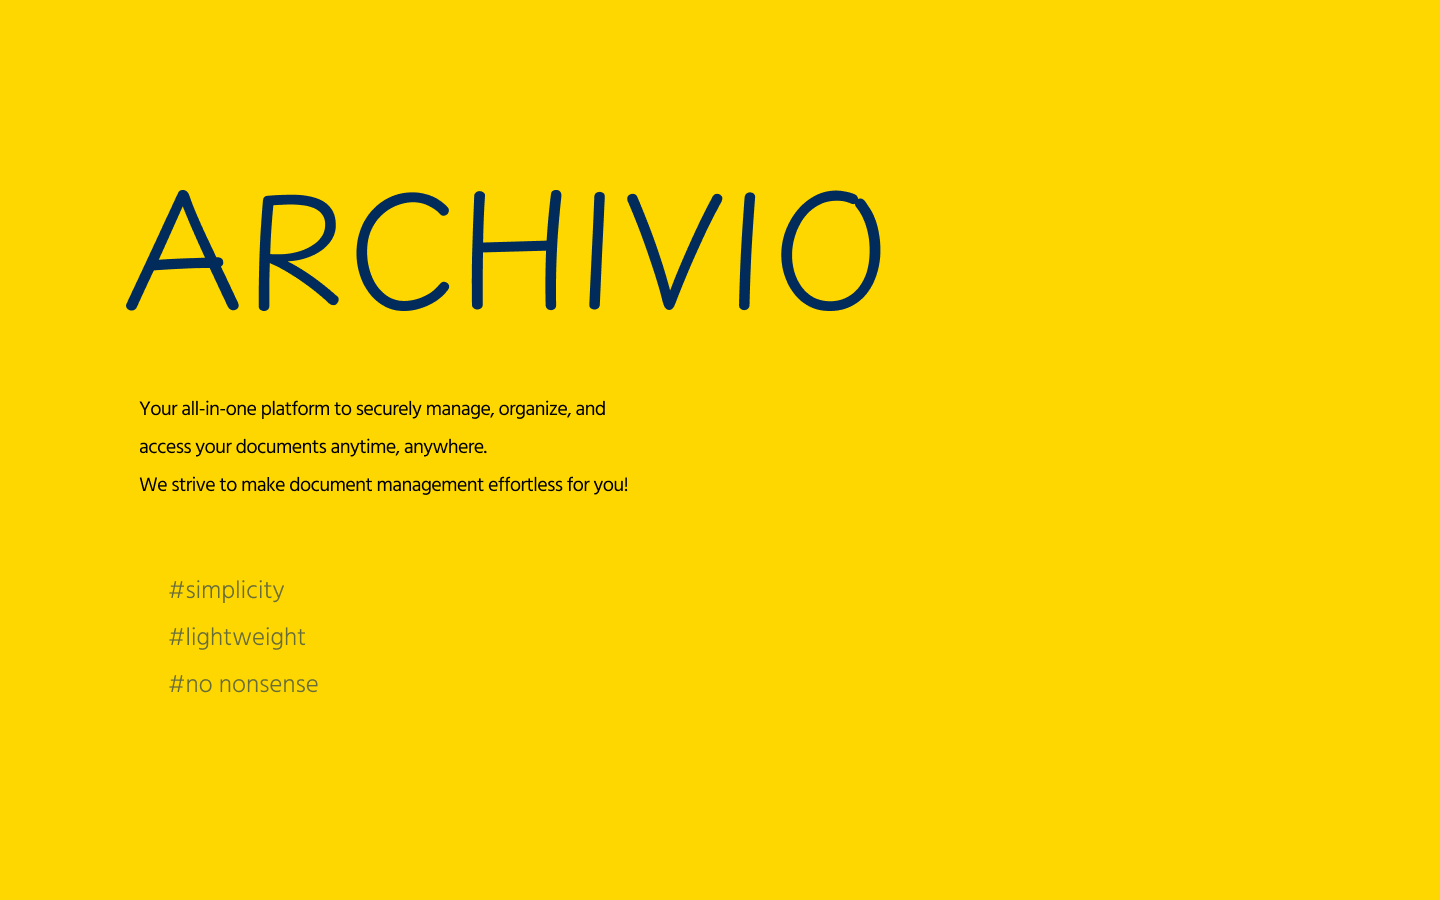 ARCHIVIO
Your all-in-one platform to securely manage, organize, and
access your documents anytime, anywhere.
We strive to make document management effortless for you!
#simplicity
#lightweight
#no nonsense